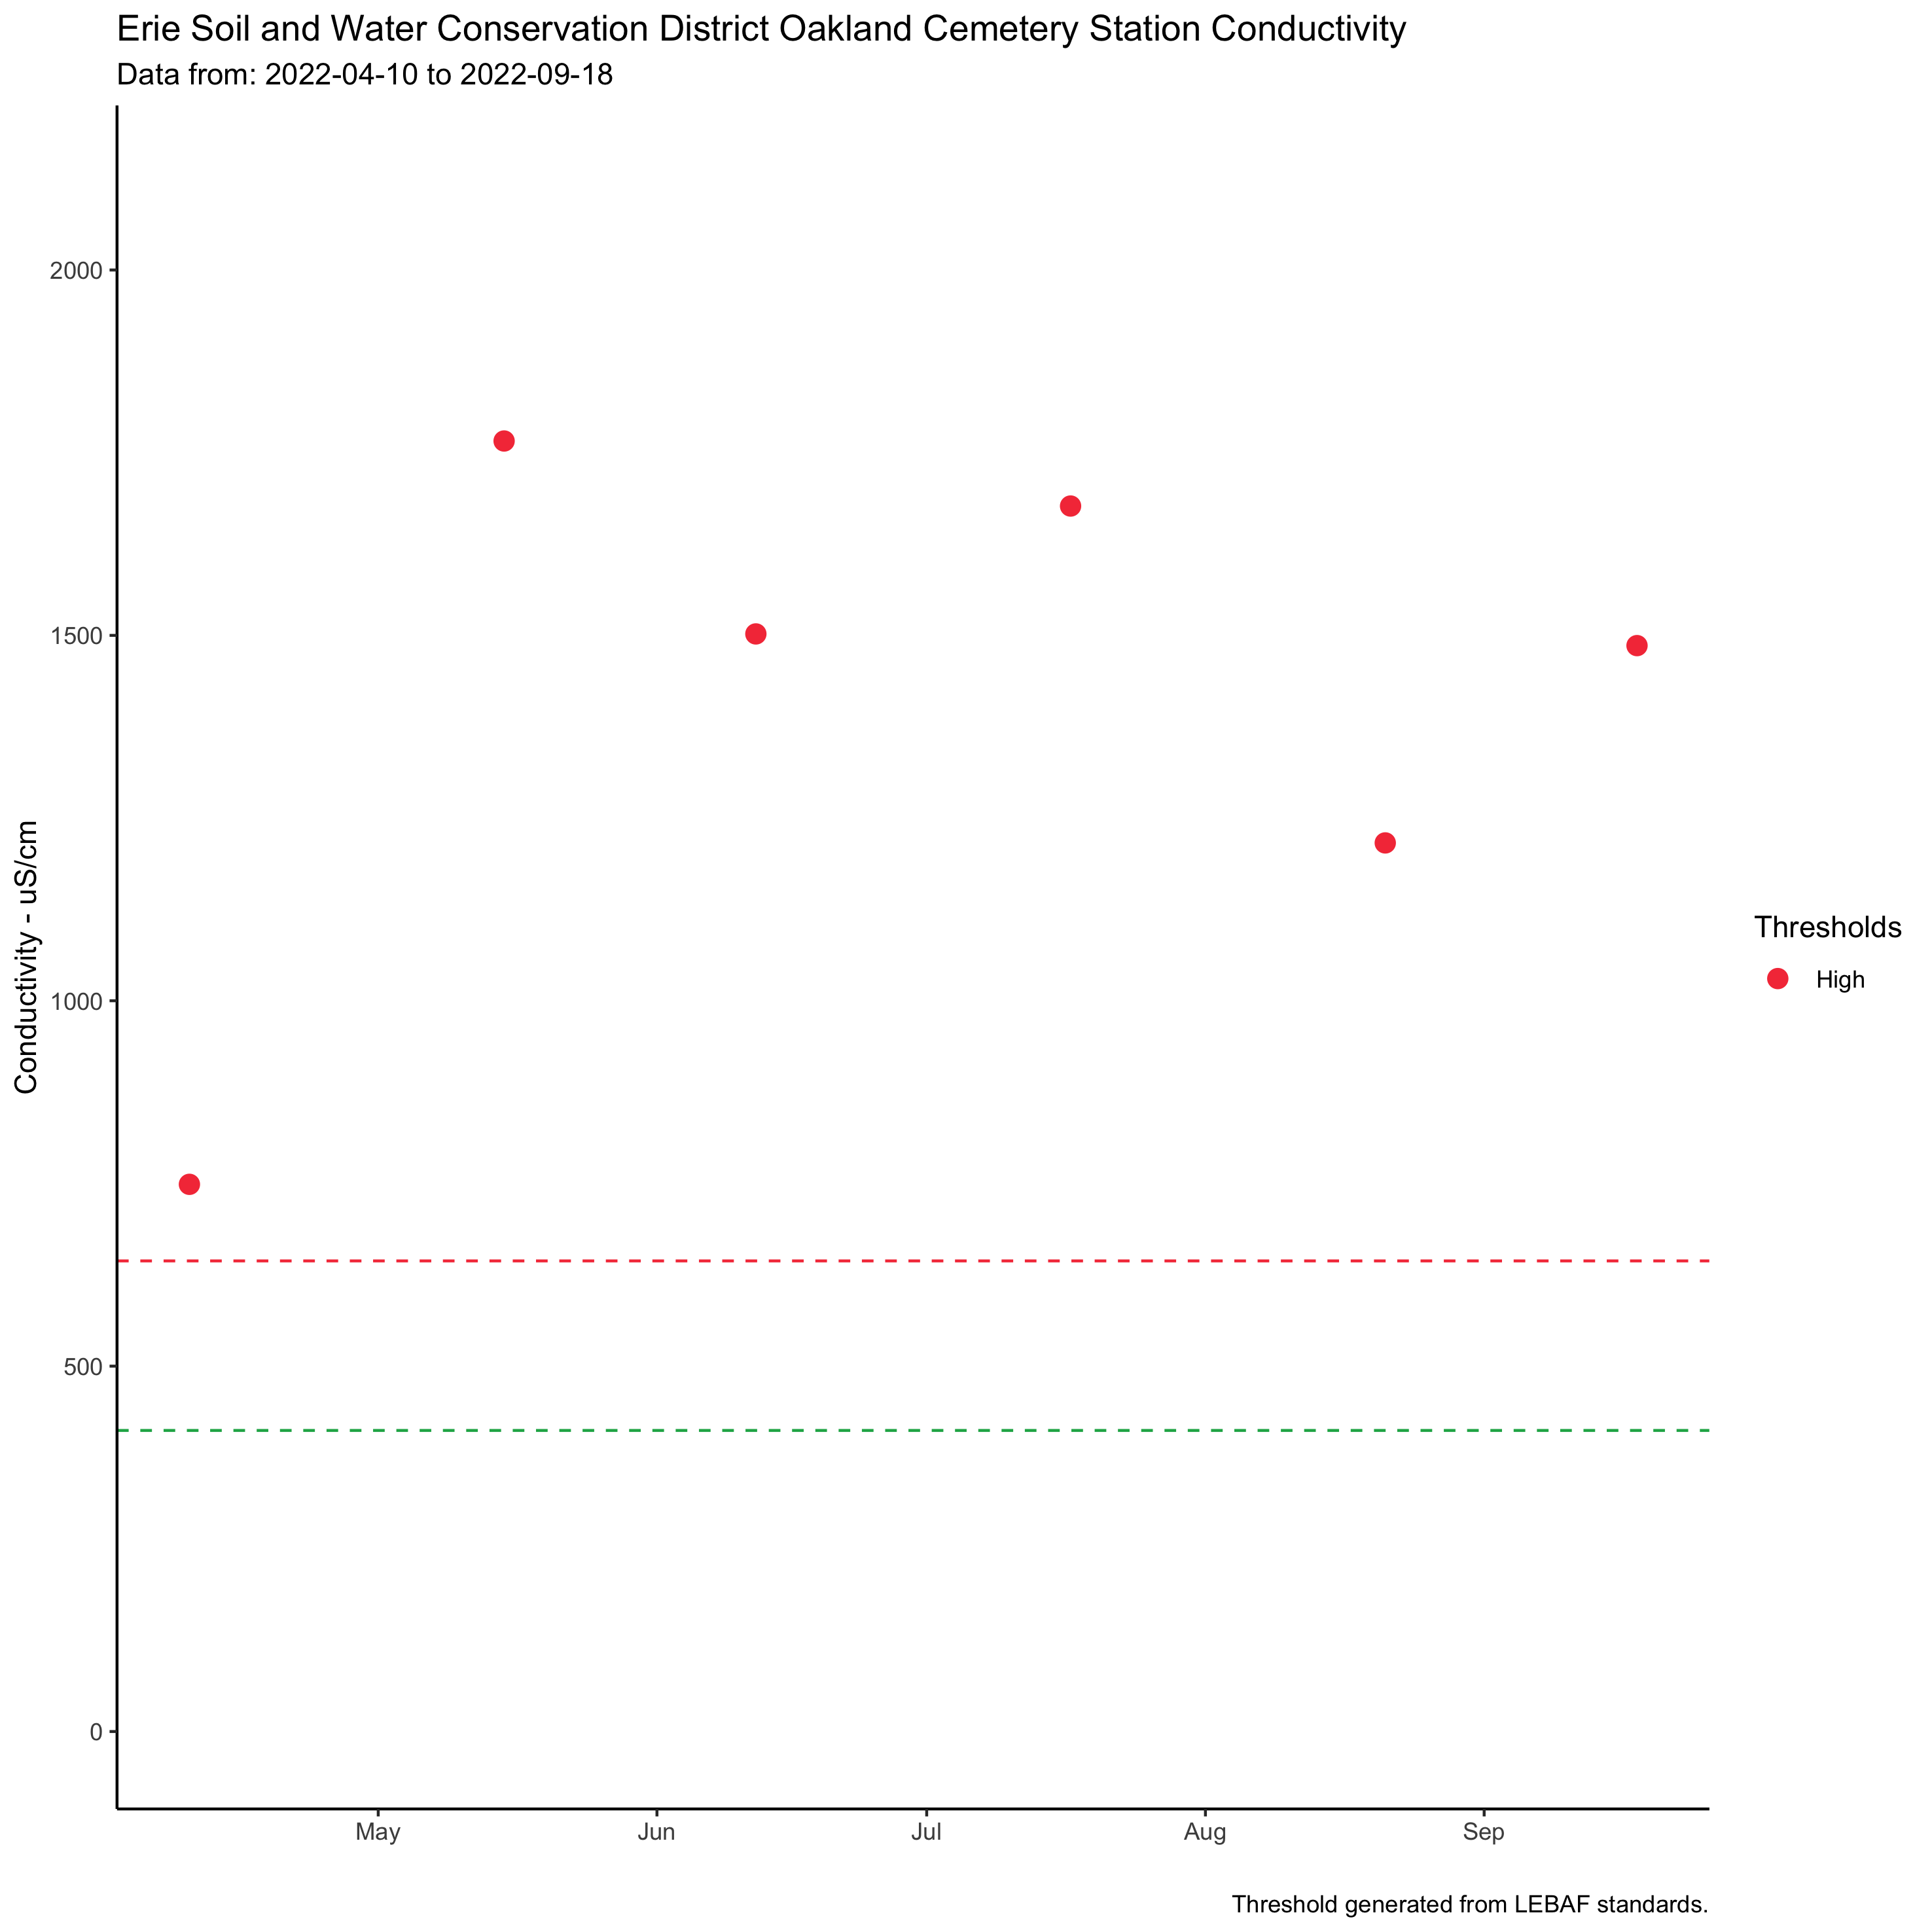 Erie Soil and Water Conservation District Oakland Cemetery Station Conductivity
Data from: 2022-04-10 to 2022-09-18
2000
1500
1000
500
0
Conductivity - uS/cm
May Jun Jul Aug Sep
Thresholds
High
Threshold generated from LEBAF standards.